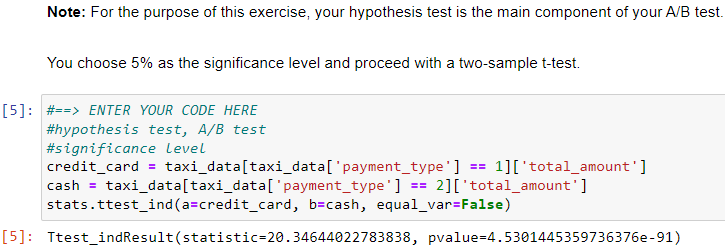 Note: For the purpose of this exercise, your hypothesis test is the main component of your A/B test.
You choose 5% as the significance level and proceed with a two-sample t-test.
[5]: #==> ENTER YOUR CODE HERE
#hypothesis test, A/B test
#significance level
credit_card = taxi_data[taxi_data['payment_type'] == 1]['total_amount']
cash = taxi_data[taxi_data['payment_type'] == 2]['total_amount']
stats.ttest_ind(a=credit_card, b=cash, equal_var=False)
[5]: Ttest_indResult(statistic=20.34644022783838, pvalue=4.5301445359736376e-91)